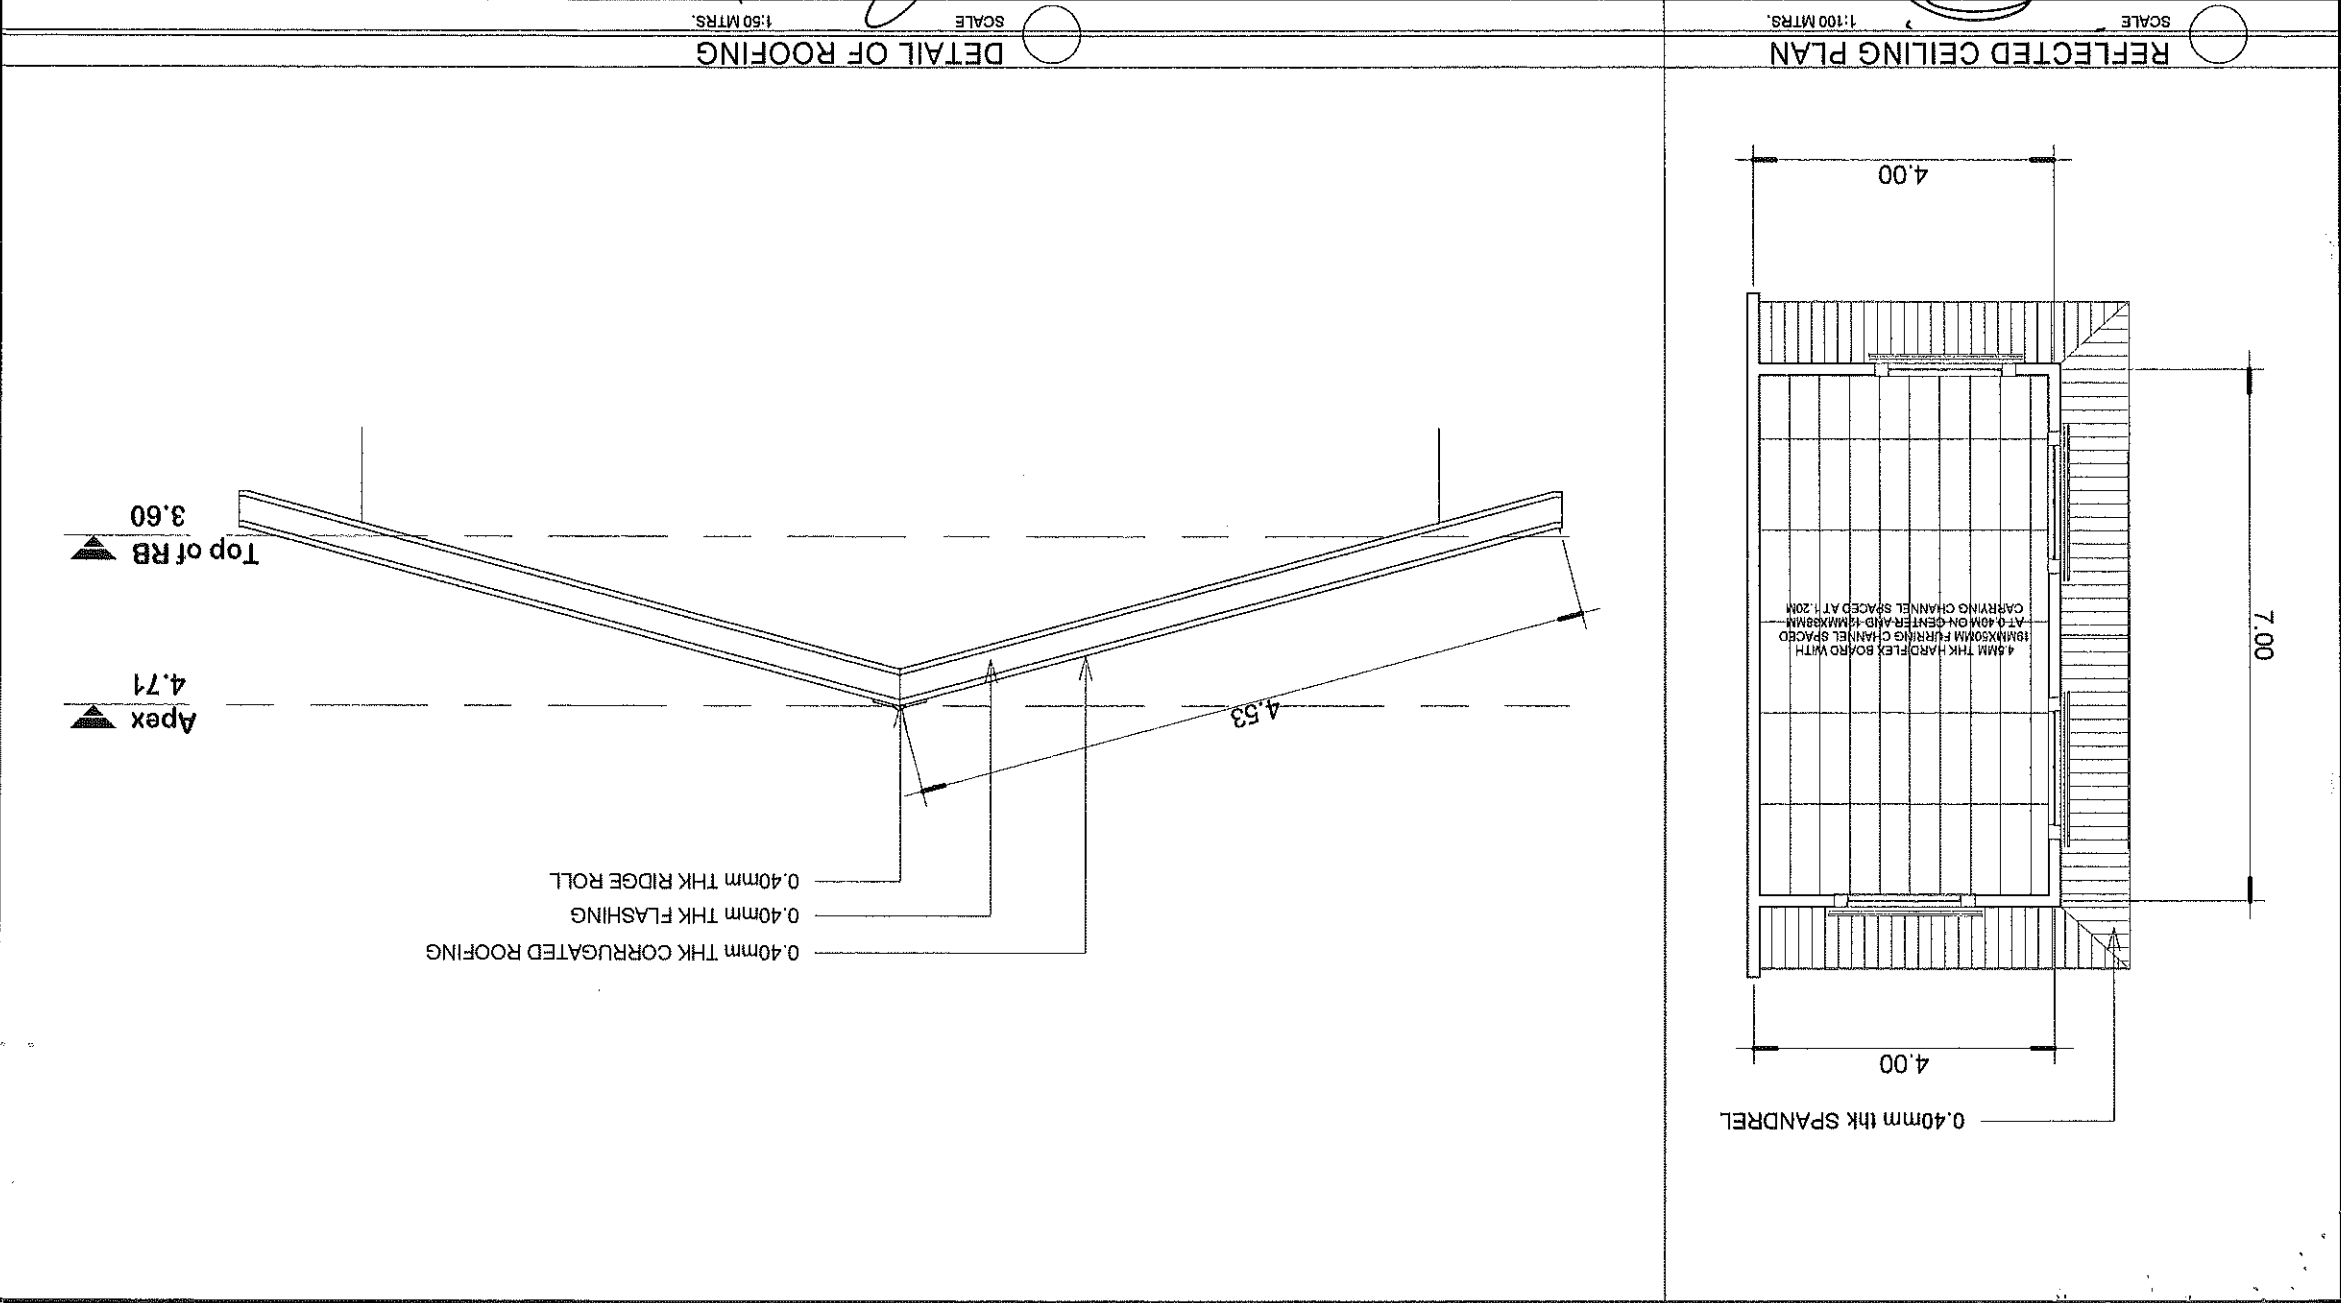 0.40mm thk SPANDREL
4.00
7.00
4.5MM THK HARDIFLEX BOARD WITH
19MMX50MM FURRING CHANNEL SPACED
AT 0.40M ON CENTER AND 12MMX38MM
CARRYING CHANNEL SPACED AT 1.20M
4.00
REFLECTED CEILING PLAN
SCALE
1:100 MTRS.
0.40mm THK CORRUGATED ROOFING
0.40mm THK FLASHING
0.40mm THK RIDGE ROLL
4.53
Apex
4.71
Top of RB
3.60
DETAIL OF ROOFING
SCALE
1:50 MTRS.